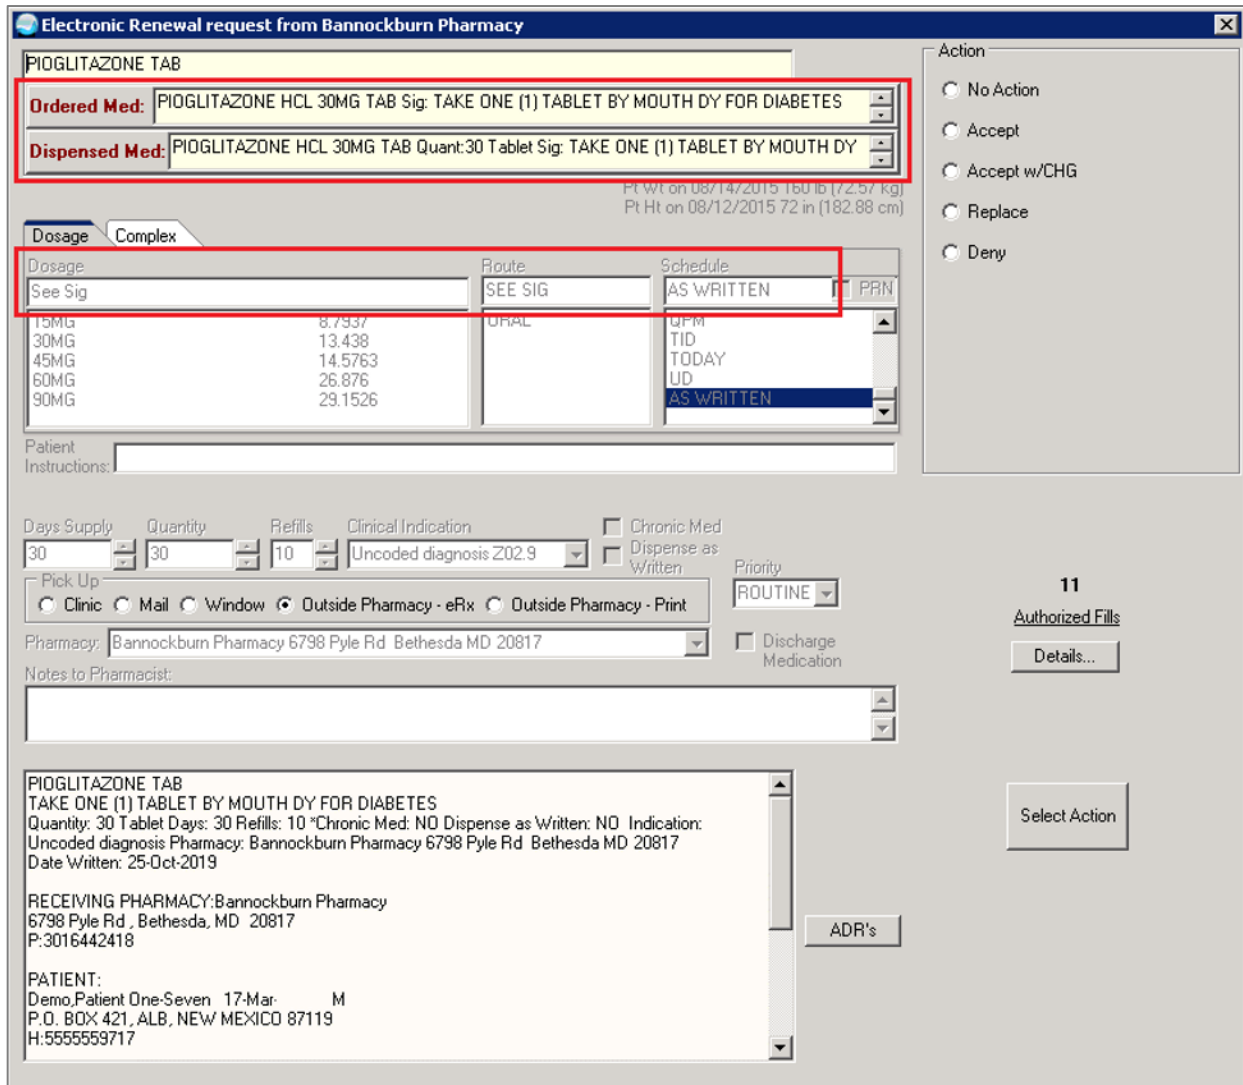 Electronic Renewal request from Bannockburn Pharmacy
PIOGLITAZONE TAB
Ordered Med: PIOGLITAZONE HCL 30MG TAB Sig: TAKE ONE (1) TABLET BY MOUTH DY FOR DIABETES
Dispensed Med: PIOGLITAZONE HCL 30MG TAB Quant:30 Tablet Sig: TAKE ONE (1) TABLET BY MOUTH DY
Pt Wt on 08/14/2015 160 lb (72.57 kg)
Pt Ht on 08/12/2015 72 in (182.88 cm)
Action
No Action
Accept
Accept w/CHG
Replace
Deny
Dosage Complex
Dosage Route Schedule
See Sig SEE SIG AS WRITTEN PRN
15MG 8.7937 ORAL QPM
30MG 13.438 TID
45MG 14.5763 TODAY
60MG 26.876 UD
90MG 29.1526 AS WRITTEN
Patient
Instructions:
Days Supply Quantity Refills Clinical Indication Chronic Med
30 30 10 Uncoded diagnosis Z02.9 Dispense as
Written
Priority
ROUTINE
Pick Up
Clinic Mail Window Outside Pharmacy - eRx Outside Pharmacy - Print
Pharmacy: Bannockburn Pharmacy 6798 Pyle Rd Bethesda MD 20817
Discharge
Medication
11
Authorized Fills
Details...
Notes to Pharmacist:
PIOGLITAZONE TAB
TAKE ONE (1) TABLET BY MOUTH DY FOR DIABETES
Quantity: 30 Tablet Days: 30 Refills: 10 *Chronic Med: NO Dispense as Written: NO Indication:
Uncoded diagnosis Pharmacy: Bannockburn Pharmacy 6798 Pyle Rd Bethesda MD 20817
Date Written: 25-Oct-2019
RECEIVING PHARMACY:Bannockburn Pharmacy
6798 Pyle Rd , Bethesda, MD 20817
P:3016442418
PATIENT:
Demo,Patient One-Seven 17-Mar- M
P.O. BOX 421, ALB, NEW MEXICO 87119
H:5555559717
Select Action
ADR's